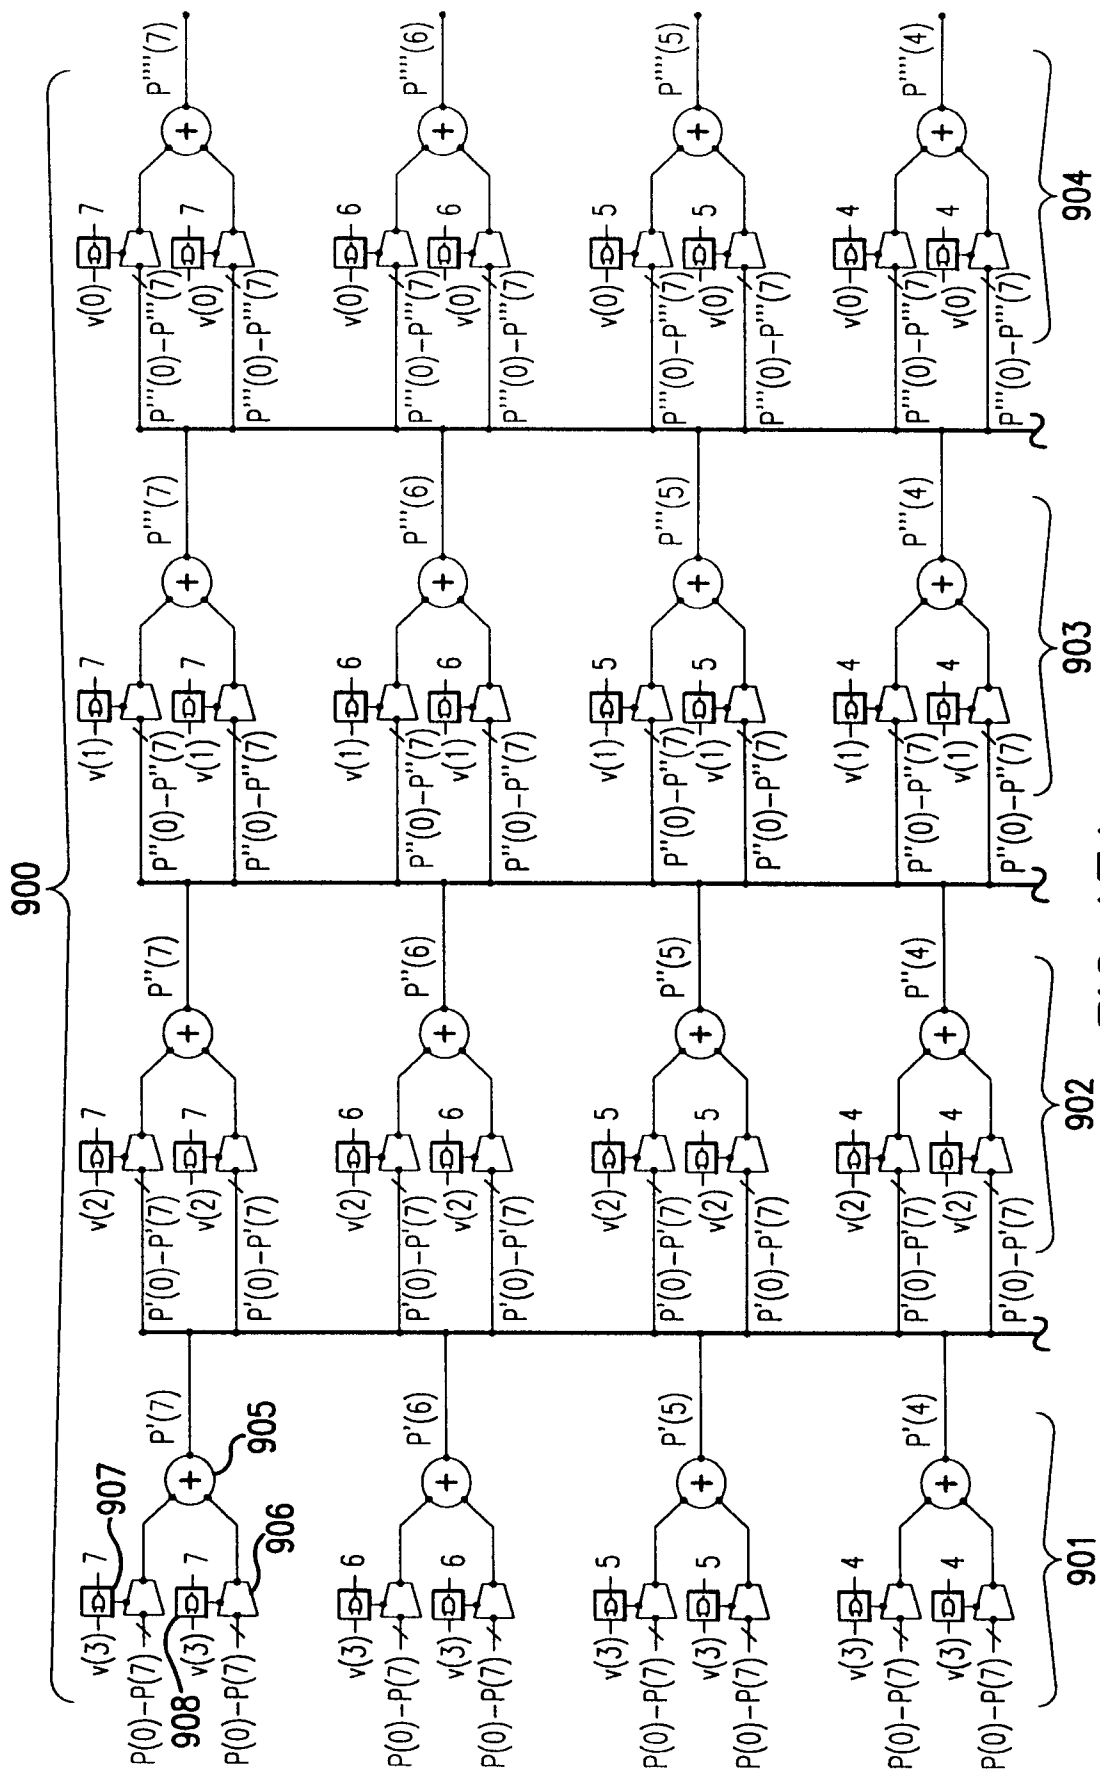 900
v(3) 7 907 v(2) 7 v(1) 7 v(0) 7
P(0)-P(7) P'(7) P'(0)-P'(7) P''(7) P''(0)-P''(7) P'''(7) P'''(0)-P'''(7) P''''(7)
908 v(3) 7 v(2) 7 v(1) 7 v(0) 7
P(0)-P(7) 906 905 P'(0)-P'(7) P''(0)-P''(7) P'''(0)-P'''(7)
+ + + +
v(3) 6 v(2) 6 v(1) 6 v(0) 6
P(0)-P(7) P'(6) P'(0)-P'(7) P''(6) P''(0)-P''(7) P'''(6) P'''(0)-P'''(7) P''''(6)
v(3) 6 v(2) 6 v(1) 6 v(0) 6
P(0)-P(7) P'(0)-P'(7) P''(0)-P''(7) P'''(0)-P'''(7)
+ + + +
v(3) 5 v(2) 5 v(1) 5 v(0) 5
P(0)-P(7) P'(5) P'(0)-P'(7) P''(5) P''(0)-P''(7) P'''(5) P'''(0)-P'''(7) P''''(5)
v(3) 5 v(2) 5 v(1) 5 v(0) 5
P(0)-P(7) P'(0)-P'(7) P''(0)-P''(7) P'''(0)-P'''(7)
+ + + +
v(3) 4 v(2) 4 v(1) 4 v(0) 4
P(0)-P(7) P'(4) P'(0)-P'(7) P''(4) P''(0)-P''(7) P'''(4) P'''(0)-P'''(7) P''''(4)
v(3) 4 v(2) 4 v(1) 4 v(0) 4
P(0)-P(7) P'(0)-P'(7) P''(0)-P''(7) P'''(0)-P'''(7)
+ + + +
901 902 903 904